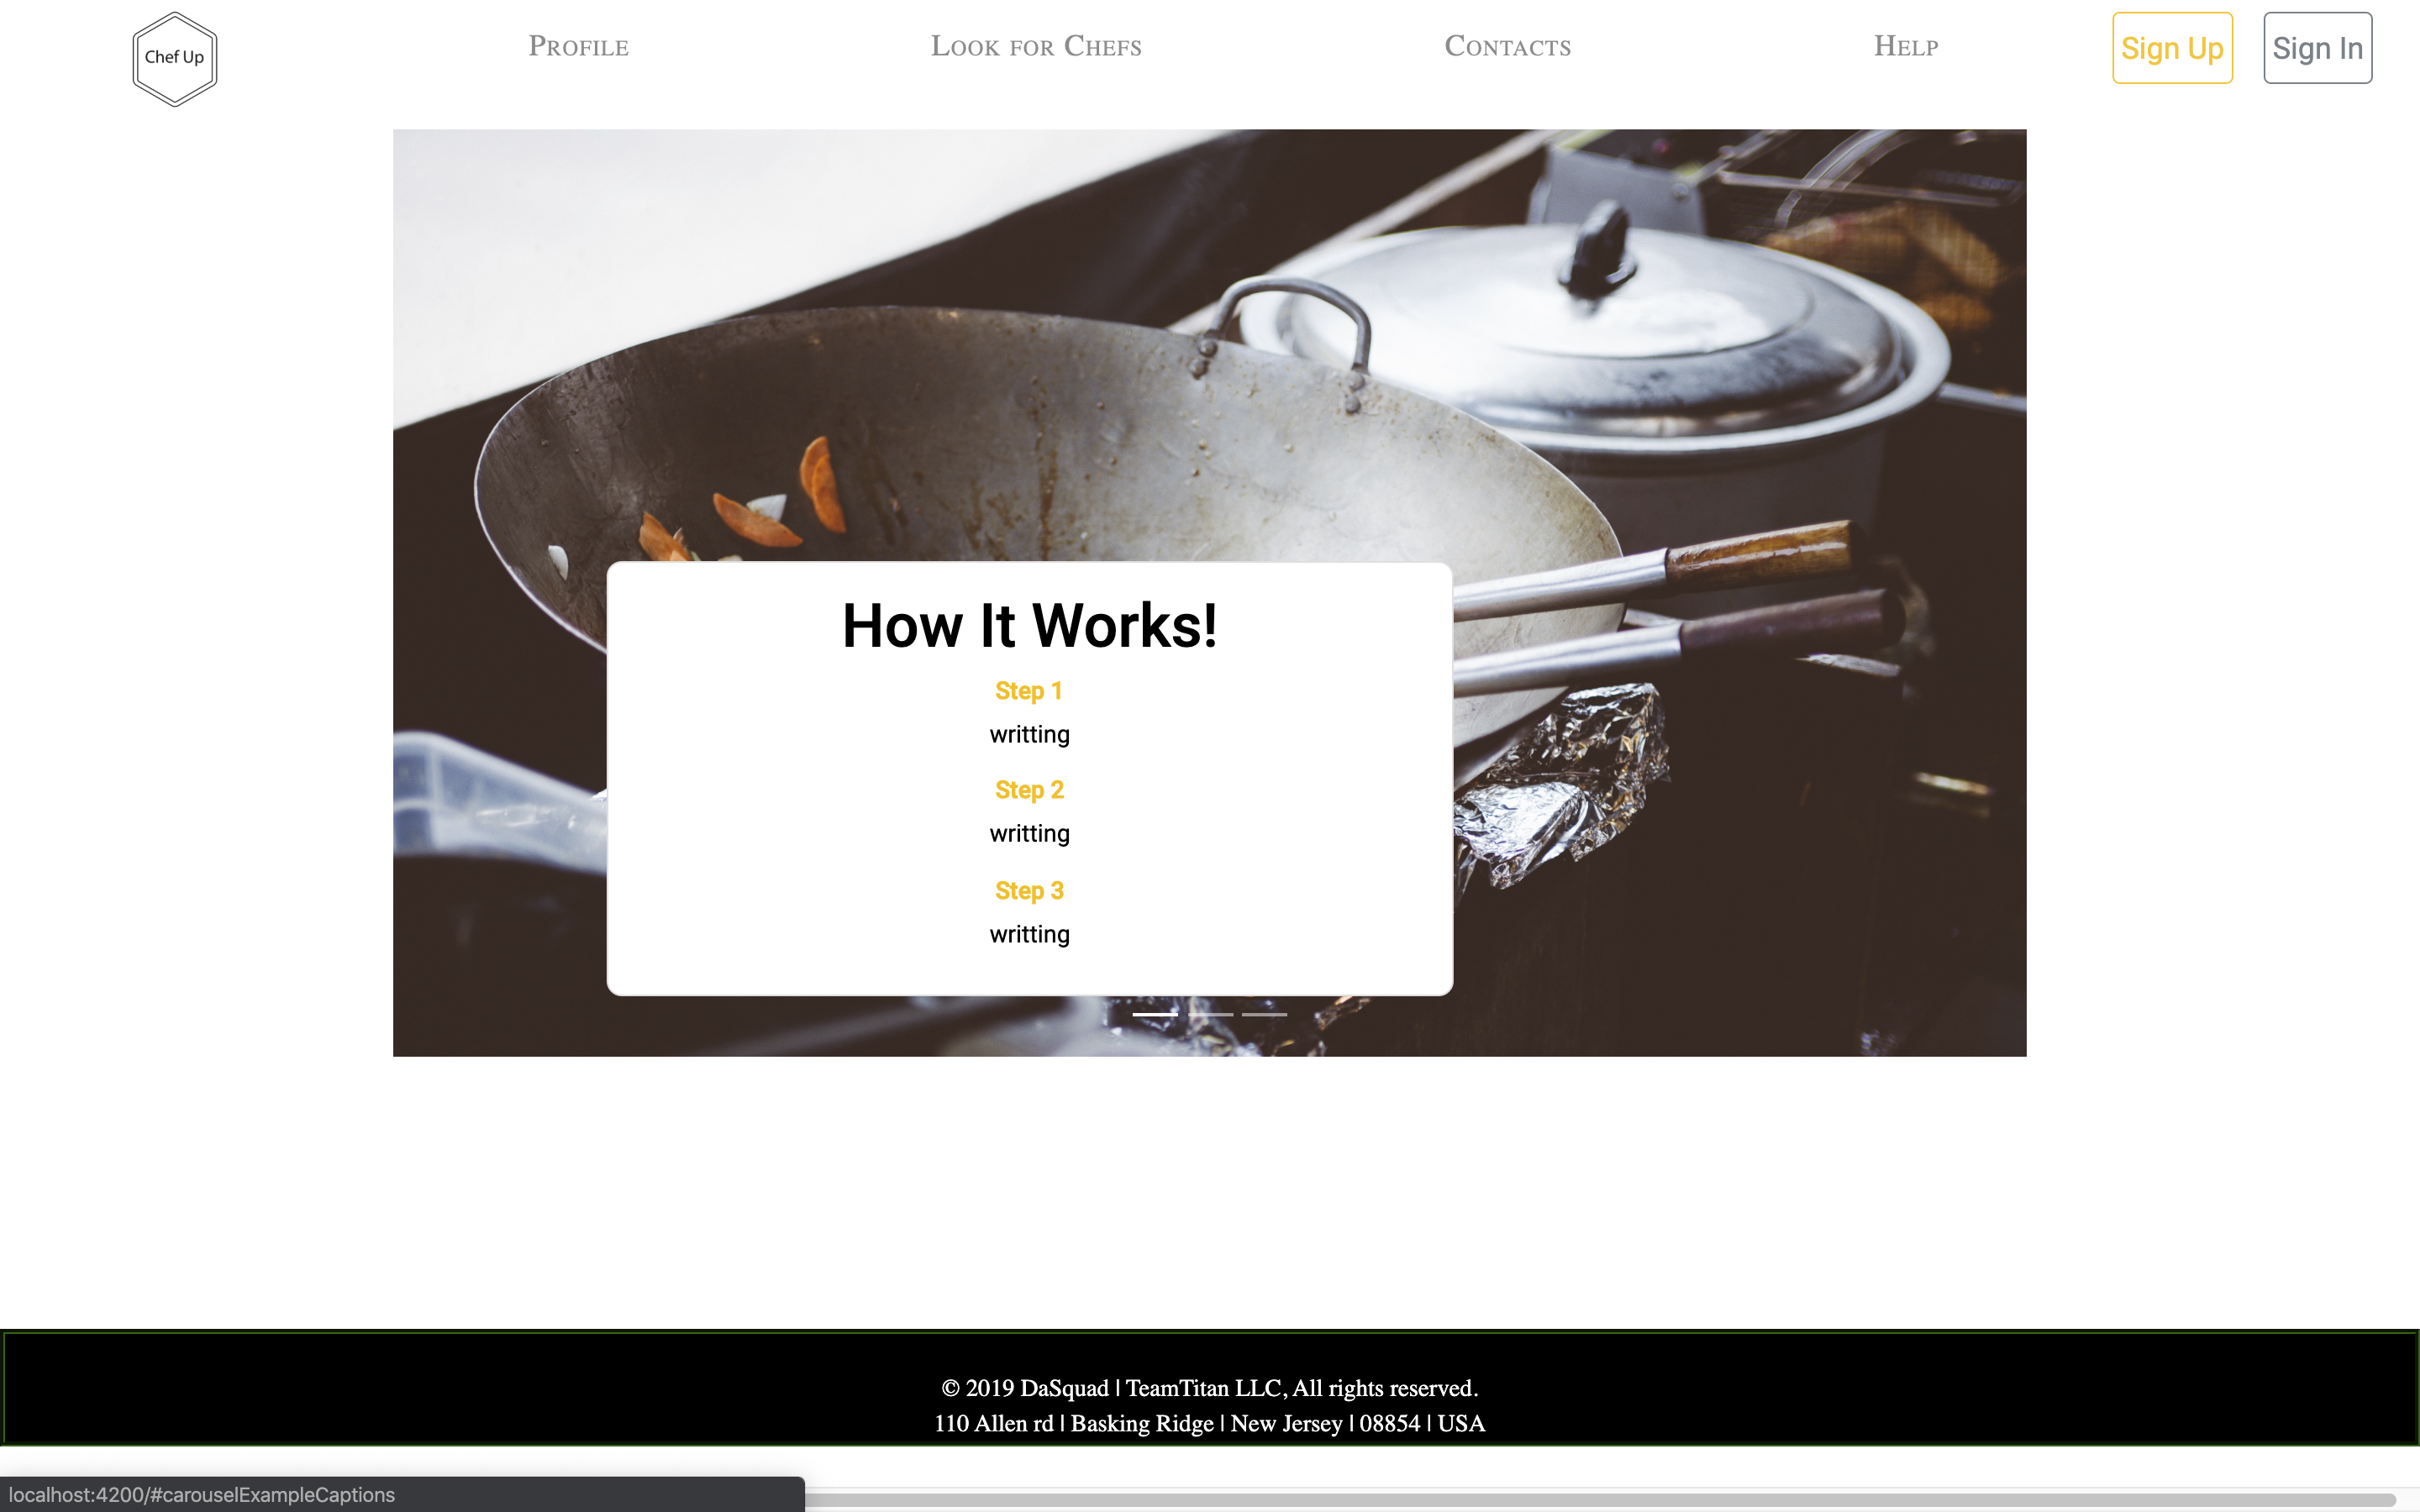 Chef Up
Profile
Look for Chefs
Contacts
Help
Sign Up
Sign In
How It Works!
Step 1
writting
Step 2
writting
Step 3
writting
© 2019 DaSquad | TeamTitan LLC, All rights reserved.
110 Allen rd | Basking Ridge | New Jersey | 08854 | USA
localhost:4200/#carouselExampleCaptions